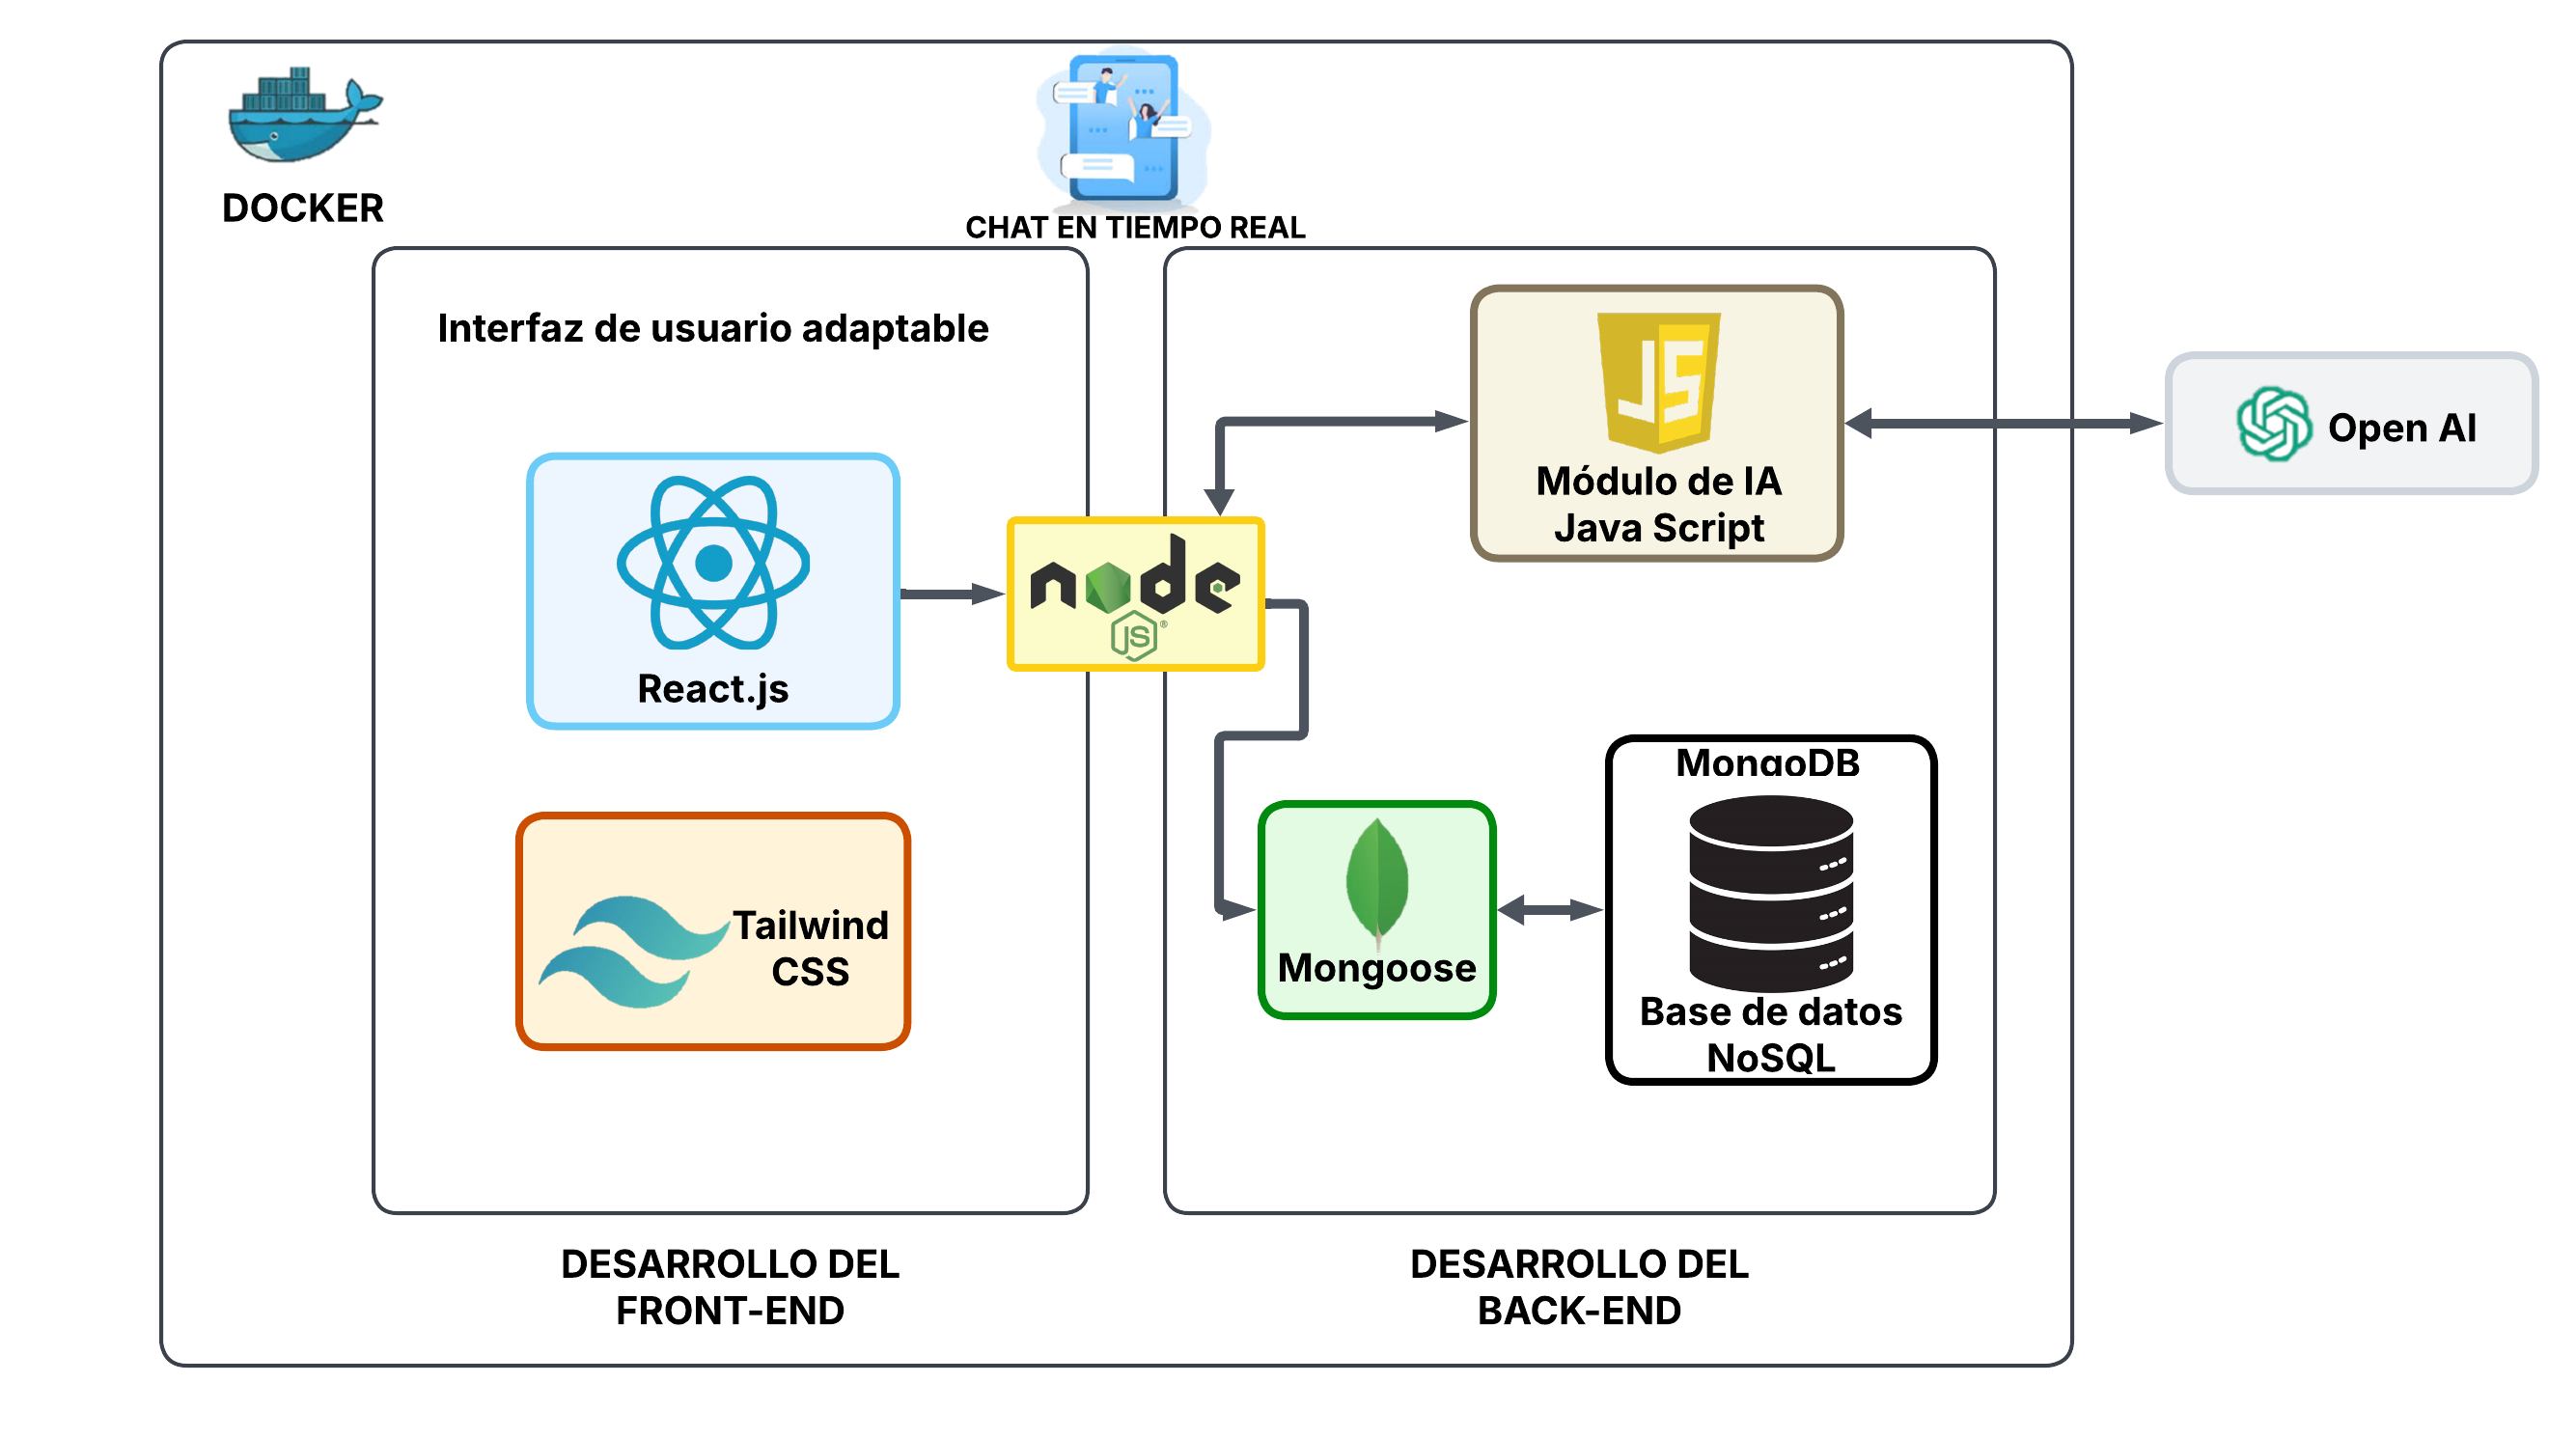 DOCKER
CHAT EN TIEMPO REAL
Interfaz de usuario adaptable
JS
Módulo de IA
Java Script
Open AI
React.js
node
JS®
MongoDB
Tailwind
CSS
Mongoose
Base de datos
NoSQL
DESARROLLO DEL
FRONT-END
DESARROLLO DEL
BACK-END